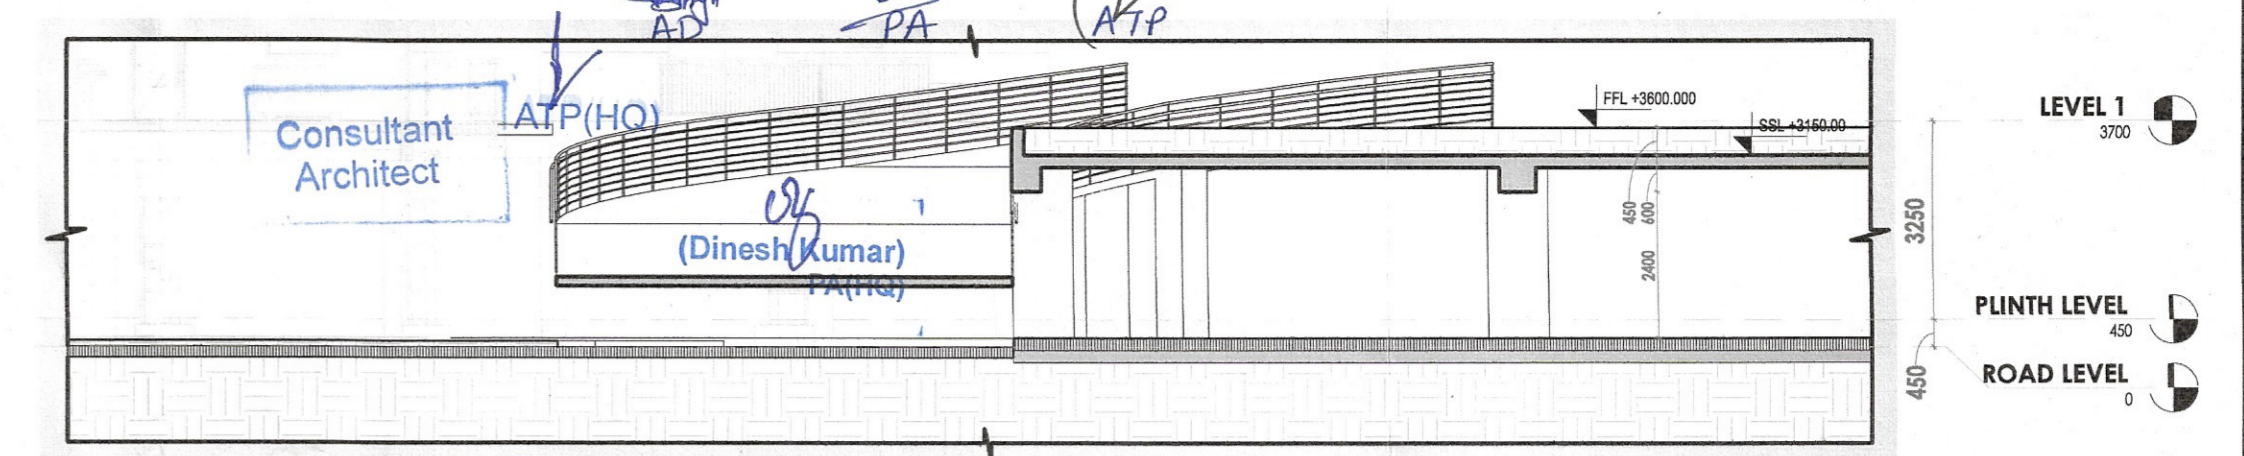 AD
PA
ATP
Consultant
Architect
ATP(HQ)
(Dinesh Kumar)
PA(HQ)
FFL +3600.000
SSL +3150.00
450
600
2400
3250
450
LEVEL 1
3700
PLINTH LEVEL
450
ROAD LEVEL
0